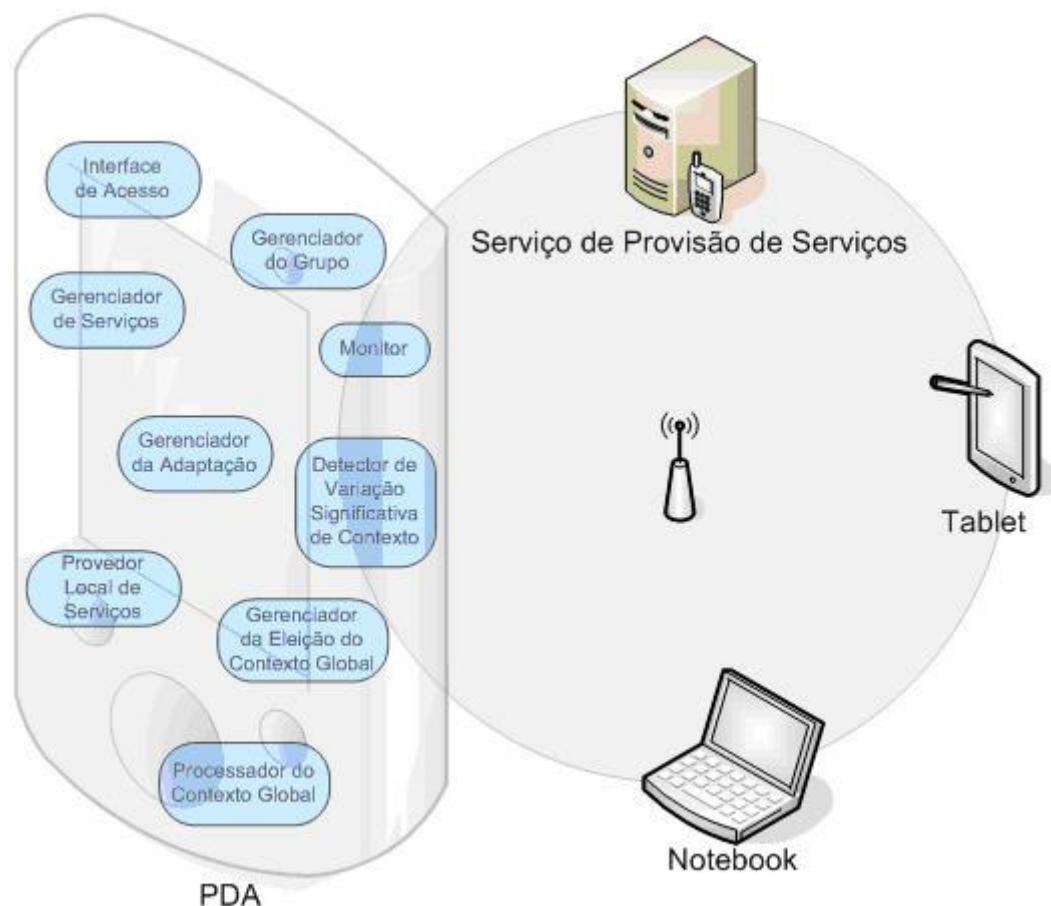 Interface
de Acesso
Gerenciador
do Grupo
Gerenciador
de Serviços
Monitor
Gerenciador
da Adaptação
Detector de
Variação
Significativa
de Contexto
Provedor
Local de
Serviços
Gerenciador
da Eleição do
Contexto Global
Processador do
Contexto Global
PDA
Serviço de Provisão de Serviços
Tablet
Notebook